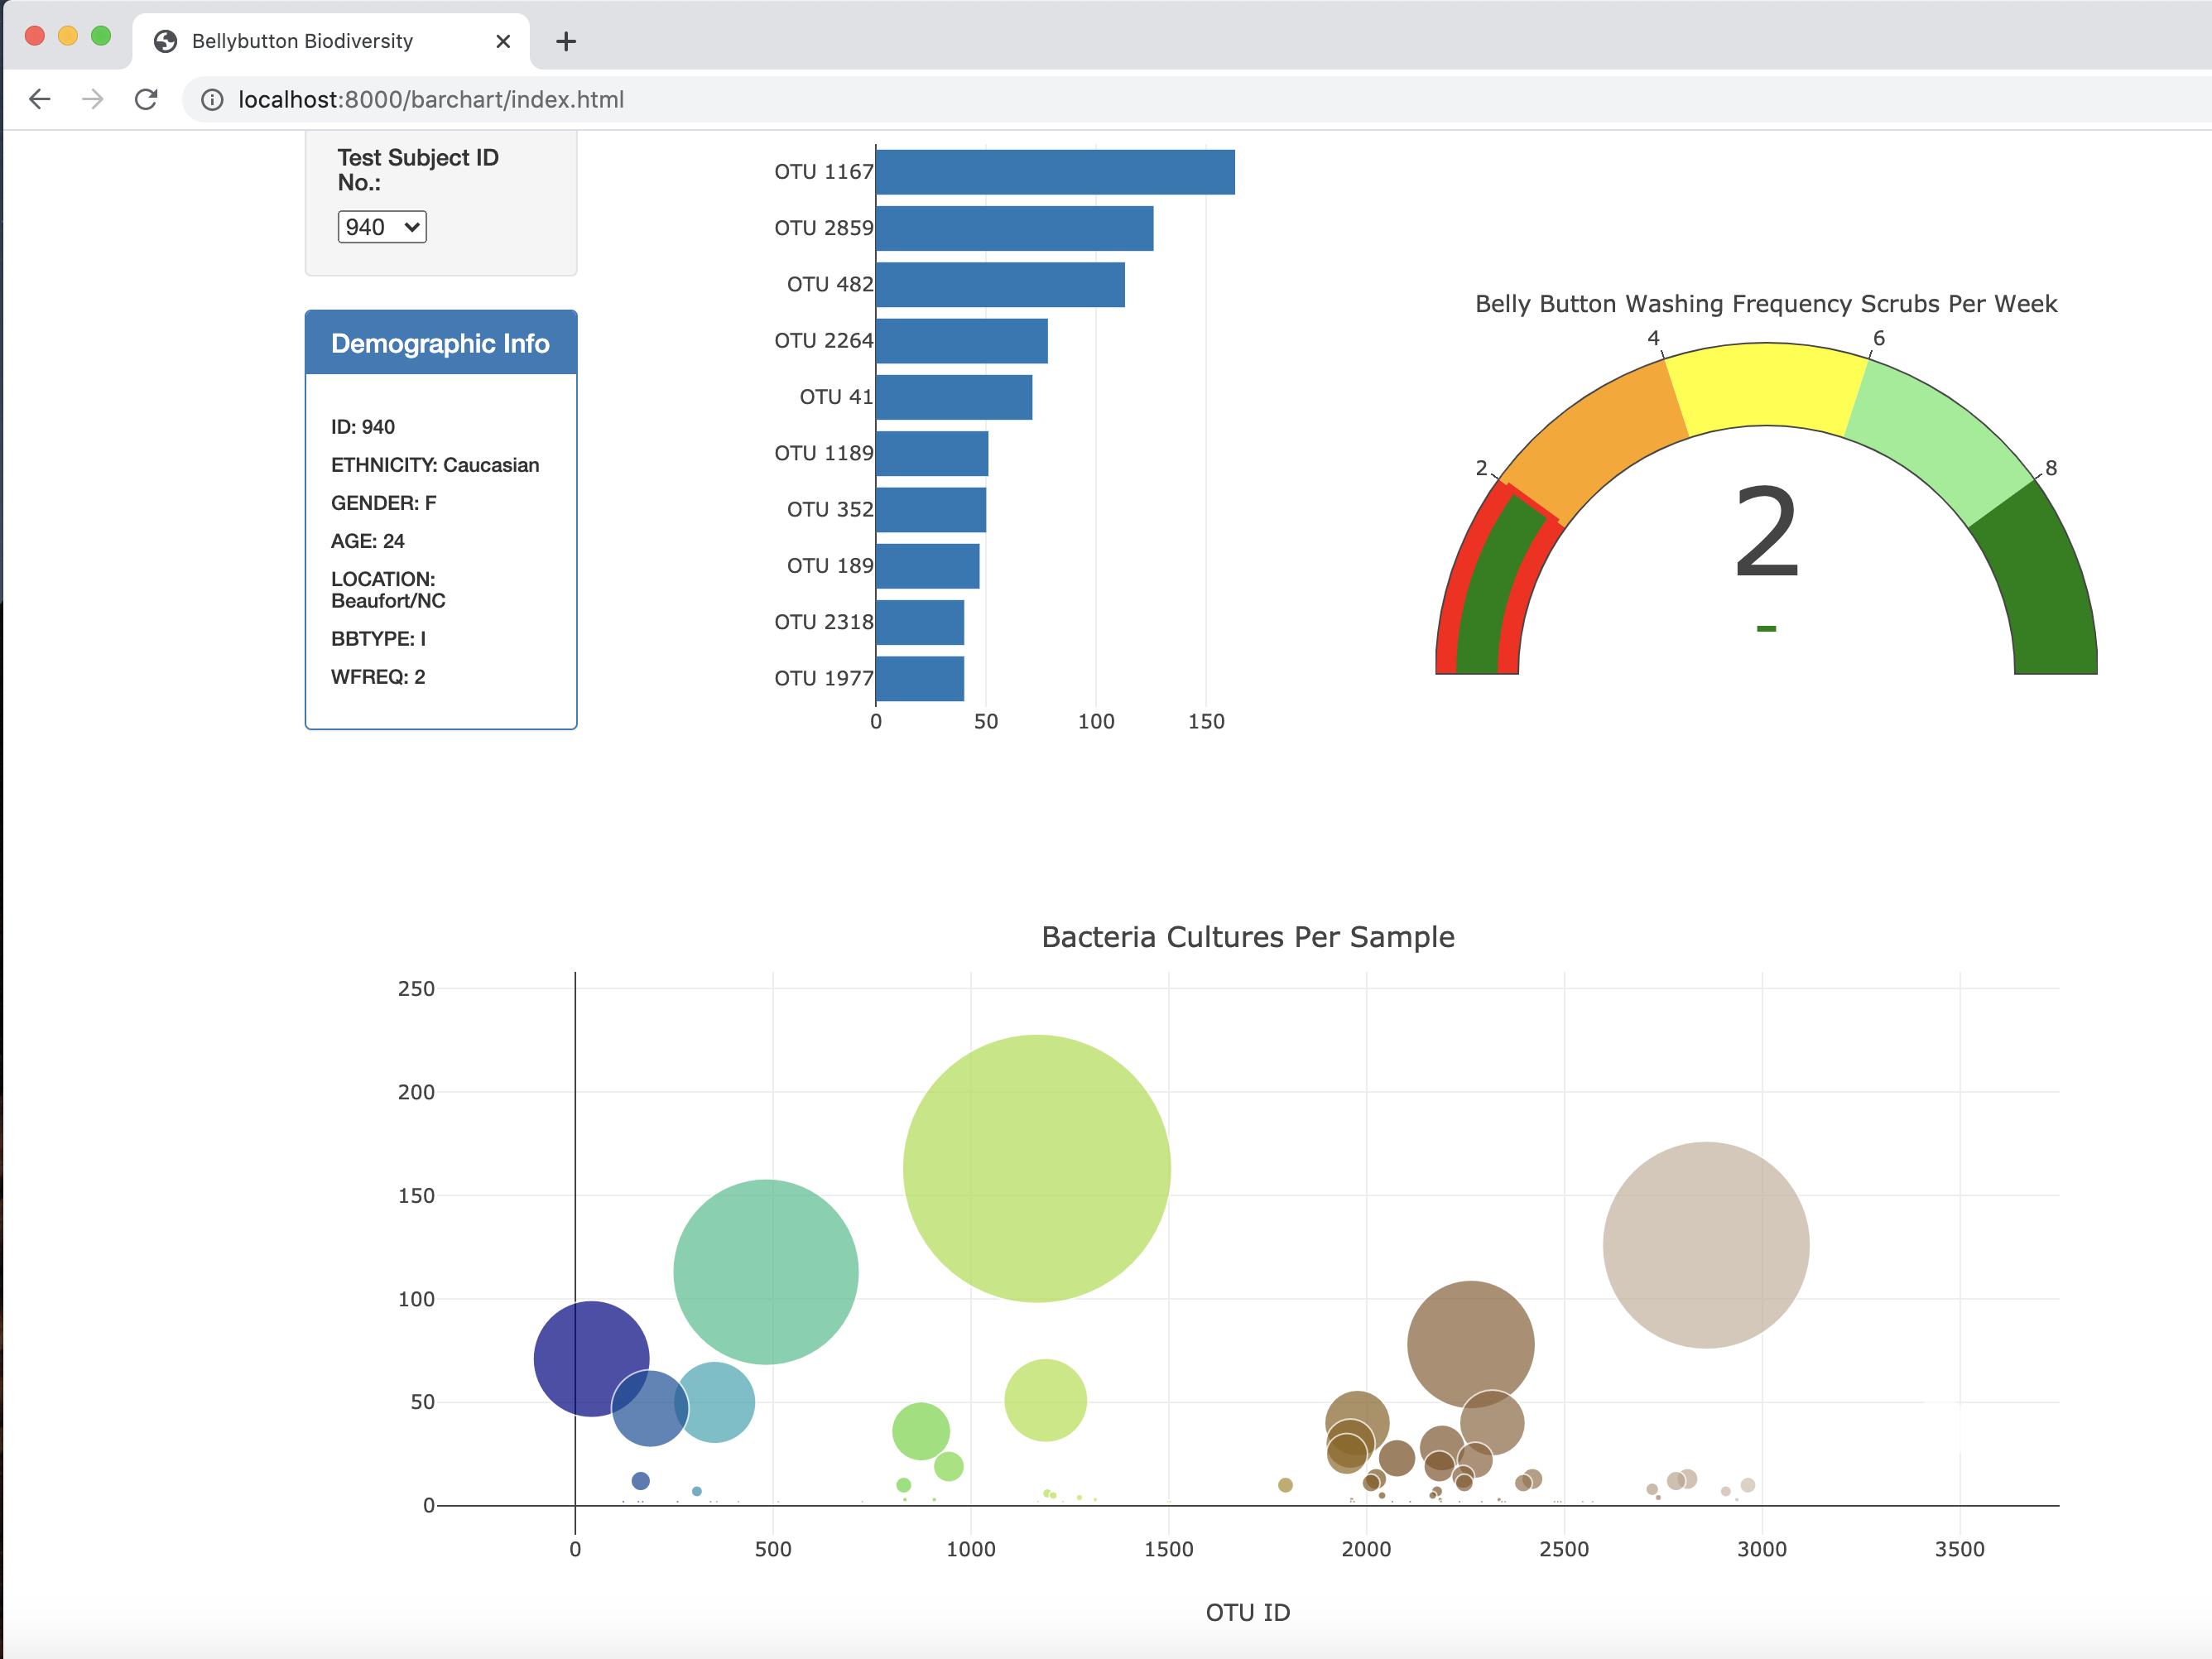 Bellybutton Biodiversity
localhost:8000/barchart/index.html
Test Subject ID
No.:
940
Demographic Info
ID: 940
ETHNICITY: Caucasian
GENDER: F
AGE: 24
LOCATION:
Beaufort/NC
BBTYPE: I
WFREQ: 2
OTU 1167
OTU 2859
OTU 482
OTU 2264
OTU 41
OTU 1189
OTU 352
OTU 189
OTU 2318
OTU 1977
0 50 100 150
Belly Button Washing Frequency Scrubs Per Week
4 6
2 8
2
-
Bacteria Cultures Per Sample
250
200
150
100
50
0
0 500 1000 1500 2000 2500 3000 3500
OTU ID